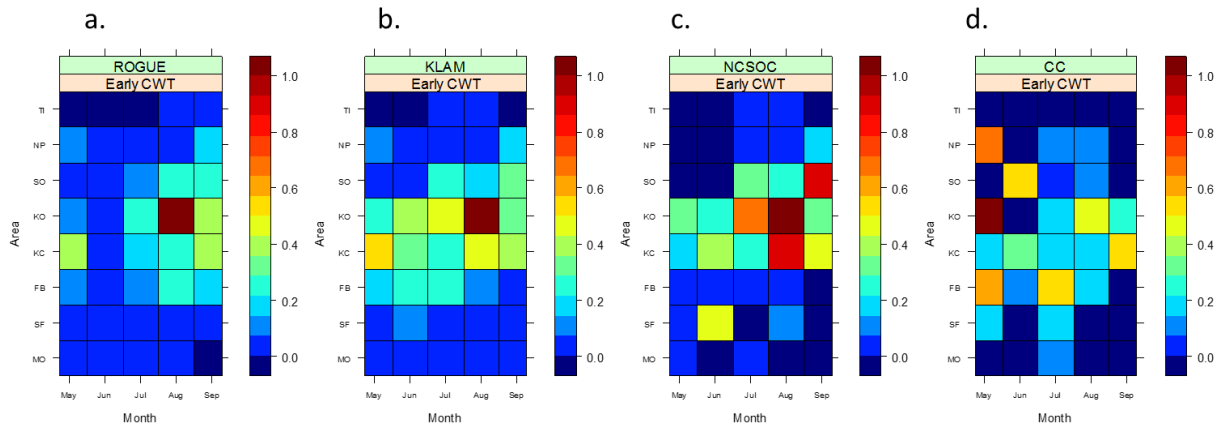 a.
ROGUE
Early CWT
TI
NP
SO
KO
KC
FB
SF
MO
Area
May Jun Jul Aug Sep
Month
1.0
0.8
0.6
0.4
0.2
0.0
b.
KLAM
Early CWT
TI
NP
SO
KO
KC
FB
SF
MO
Area
May Jun Jul Aug Sep
Month
1.0
0.8
0.6
0.4
0.2
0.0
c.
NCSOC
Early CWT
TI
NP
SO
KO
KC
FB
SF
MO
Area
May Jun Jul Aug Sep
Month
1.0
0.8
0.6
0.4
0.2
0.0
d.
CC
Early CWT
TI
NP
SO
KO
KC
FB
SF
MO
Area
May Jun Jul Aug Sep
Month
1.0
0.8
0.6
0.4
0.2
0.0